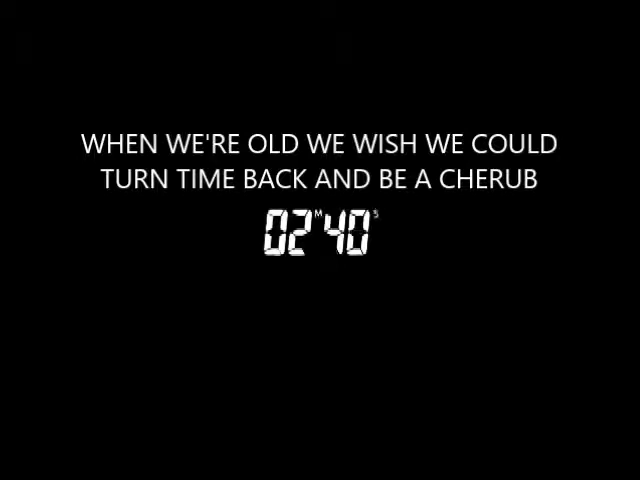 WHEN WE'RE OLD WE WISH WE COULD
TURN TIME BACK AND BE A CHERUB
02M40S